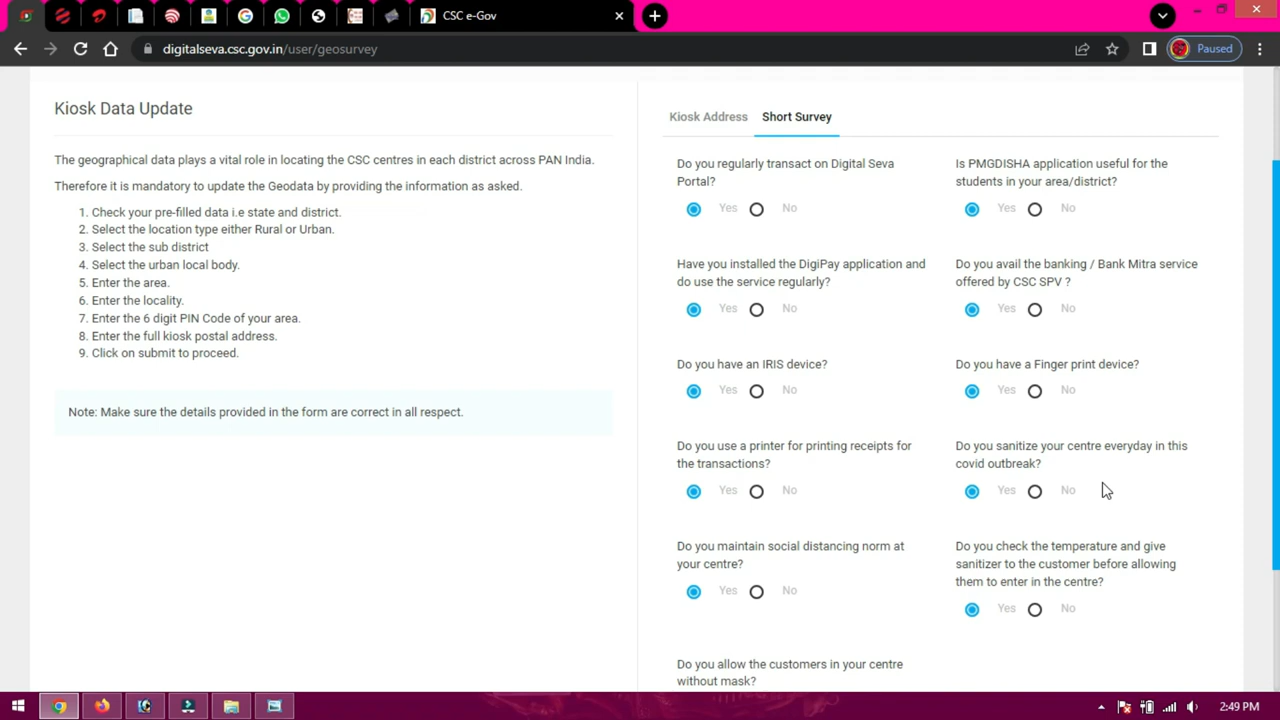 CSC e-Gov
digitalseva.csc.gov.in/user/geosurvey
Paused
Kiosk Data Update
The geographical data plays a vital role in locating the CSC centres in each district across PAN India.
Therefore it is mandatory to update the Geodata by providing the information as asked.
1. Check your pre-filled data i.e state and district.
2. Select the location type either Rural or Urban.
3. Select the sub district
4. Select the urban local body.
5. Enter the area.
6. Enter the locality.
7. Enter the 6 digit PIN Code of your area.
8. Enter the full kiosk postal address.
9. Click on submit to proceed.
Note: Make sure the details provided in the form are correct in all respect.
Kiosk Address Short Survey
Do you regularly transact on Digital Seva
Portal?
Yes No
Is PMGDISHA application useful for the
students in your area/district?
Yes No
Have you installed the DigiPay application and
do use the service regularly?
Yes No
Do you avail the banking / Bank Mitra service
offered by CSC SPV ?
Yes No
Do you have an IRIS device?
Yes No
Do you have a Finger print device?
Yes No
Do you use a printer for printing receipts for
the transactions?
Yes No
Do you sanitize your centre everyday in this
covid outbreak?
Yes No
Do you maintain social distancing norm at
your centre?
Yes No
Do you check the temperature and give
sanitizer to the customer before allowing
them to enter in the centre?
Yes No
Do you allow the customers in your centre
without mask?
2:49 PM